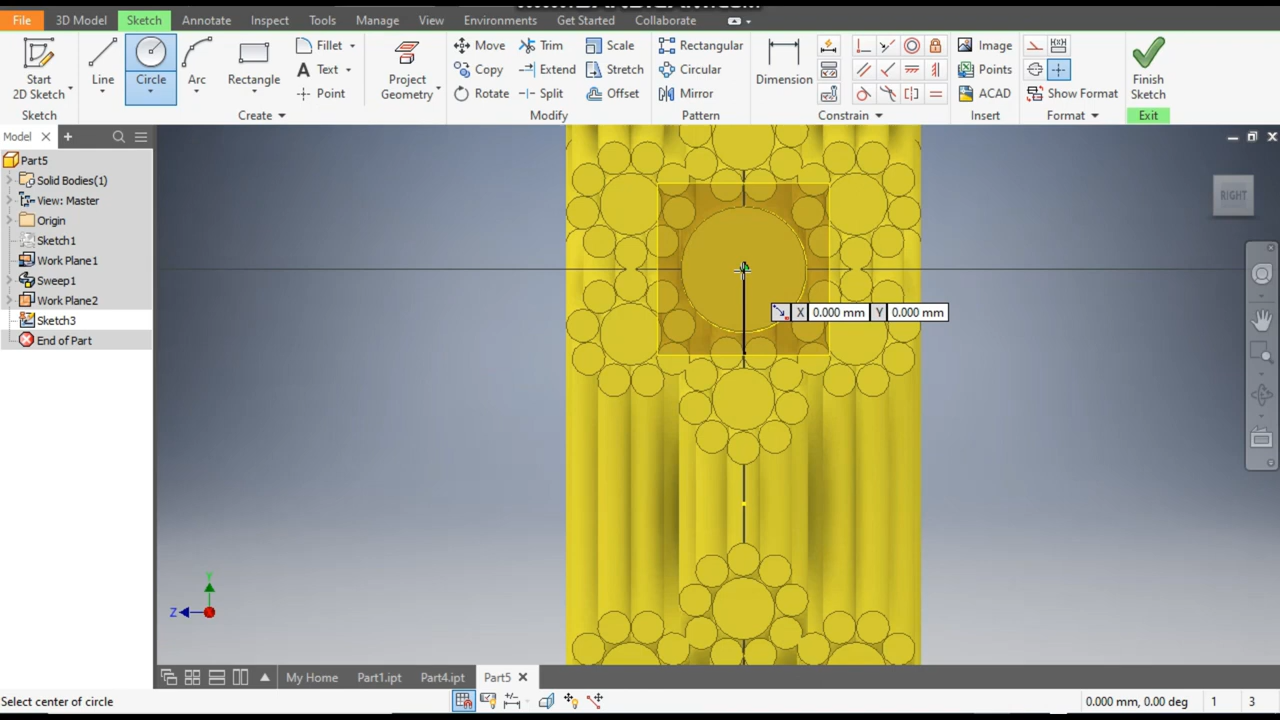 File 3D Model Sketch Annotate Inspect Tools Manage View Environments Get Started Collaborate
Start
2D Sketch
Line
Circle
Arc
Rectangle
Fillet
Text
Point
Project
Geometry
Move
Copy
Rotate
Trim
Extend
Split
Scale
Stretch
Offset
Rectangular
Circular
Mirror
Dimension
Image
Points
ACAD
Show Format
Finish
Sketch
Sketch Create Modify Pattern Constrain Insert Format Exit
Model
Part5
Solid Bodies(1)
View: Master
Origin
Sketch1
Work Plane1
Sweep1
Work Plane2
Sketch3
End of Part
RIGHT
X 0.000 mm Y 0.000 mm
Y
Z
My Home Part1.ipt Part4.ipt Part5
Select center of circle 0.000 mm, 0.00 deg 1 3